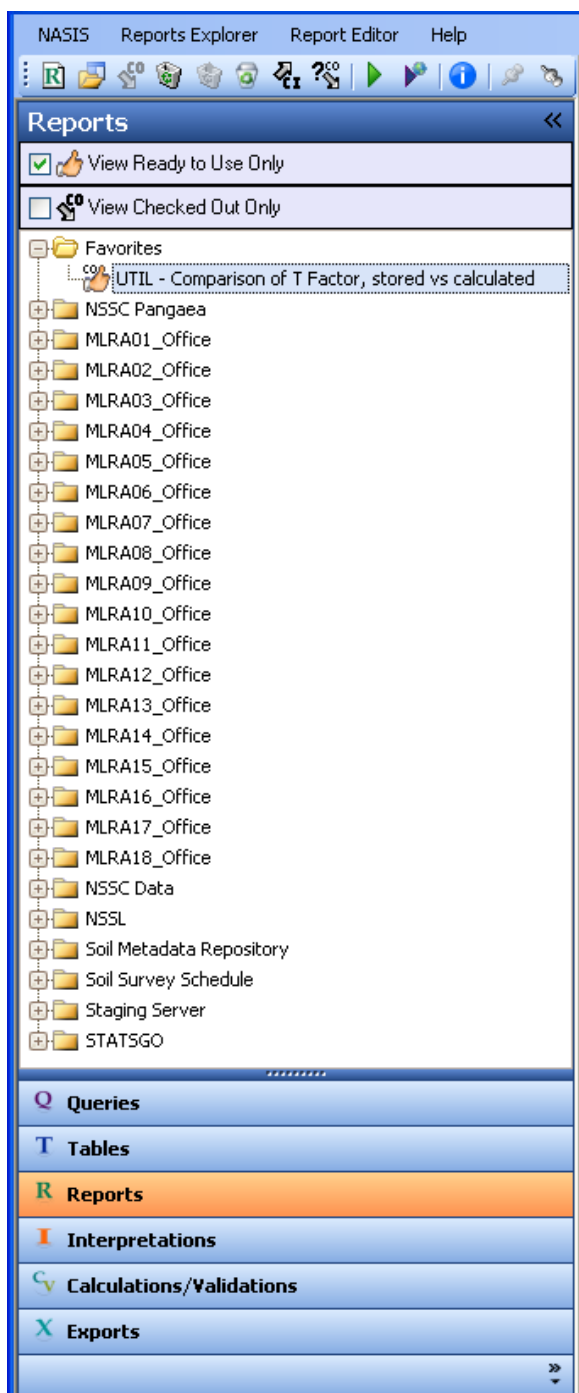 NASIS Reports Explorer Report Editor Help
Reports
View Ready to Use Only
View Checked Out Only
Favorites
UTIL - Comparison of T Factor, stored vs calculated
NSSC Pangaea
MLRA01_Office
MLRA02_Office
MLRA03_Office
MLRA04_Office
MLRA05_Office
MLRA06_Office
MLRA07_Office
MLRA08_Office
MLRA09_Office
MLRA10_Office
MLRA11_Office
MLRA12_Office
MLRA13_Office
MLRA14_Office
MLRA15_Office
MLRA16_Office
MLRA17_Office
MLRA18_Office
NSSC Data
NSSL
Soil Metadata Repository
Soil Survey Schedule
Staging Server
STATSGO
Q Queries
T Tables
R Reports
I Interpretations
CV Calculations/Validations
X Exports